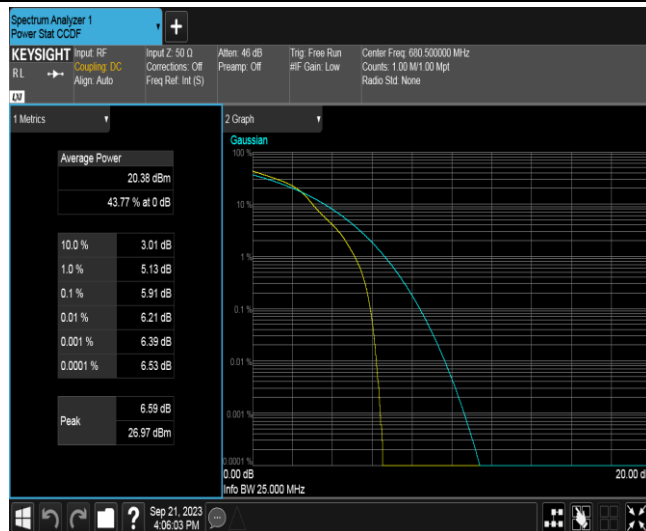 Spectrum Analyzer 1
Power Stat CCDF
KEYSIGHT
RL
Input: RF
Coupling: DC
Align: Auto
Input Z: 50 Ω
Corrections: Off
Freq Ref: Int (S)
Atten: 46 dB
Preamp: Off
Trig: Free Run
#IF Gain: Low
Center Freq: 680.500000 MHz
Counts: 1.00 M/1.00 Mpt
Radio Std: None
1 Metrics
Average Power
20.38 dBm
43.77 % at 0 dB
10.0 % 3.01 dB
1.0 % 5.13 dB
0.1 % 5.91 dB
0.01 % 6.21 dB
0.001 % 6.39 dB
0.0001 % 6.53 dB
Peak
6.59 dB
26.97 dBm
2 Graph
Gaussian
100 %
10 %
1 %
0.1 %
0.01 %
0.001 %
0.0001 %
0.00 dB
20.00 d
Info BW 25.000 MHz
Sep 21, 2023
4:06:03 PM